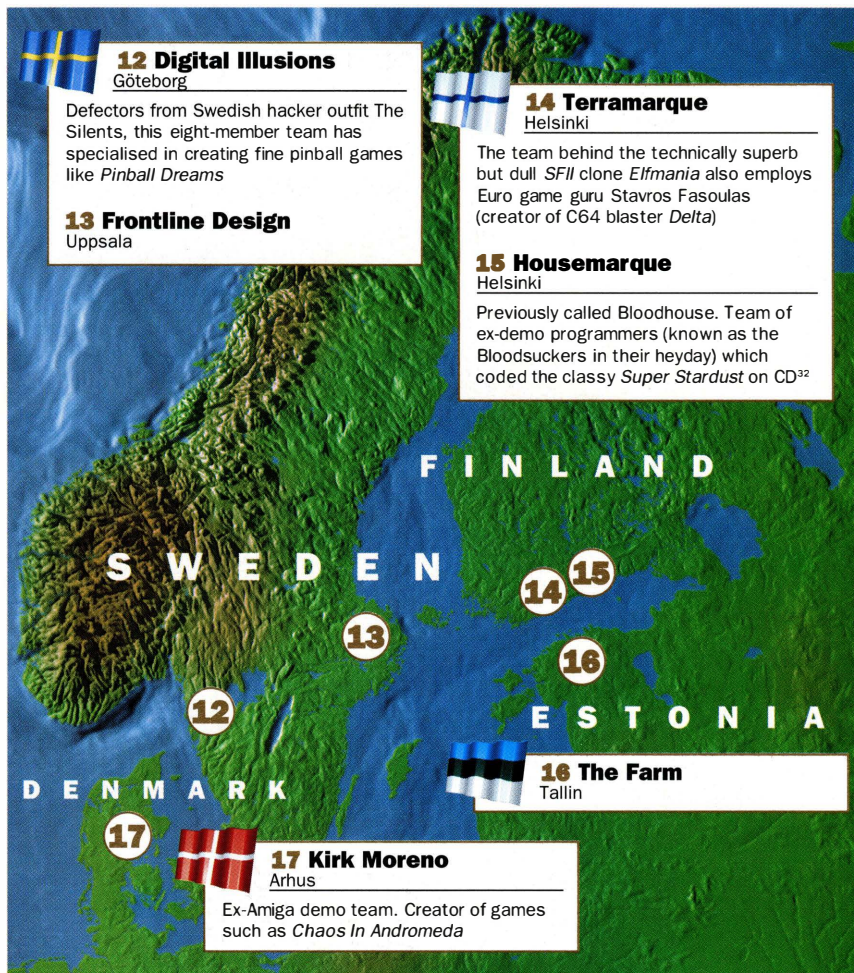 12 Digital Illusions
Göteborg
Defectors from Swedish hacker outfit The
Silents, this eight-member team has
specialised in creating fine pinball games
like Pinball Dreams
13 Frontline Design
Uppsala
14 Terramarque
Helsinki
The team behind the technically superb
but dull SFII clone Elfmania also employs
Euro game guru Stavros Fasoulas
(creator of C64 blaster Delta)
15 Housemarque
Helsinki
Previously called Bloodhouse. Team of
ex-demo programmers (known as the
Bloodsuckers in their heyday) which
coded the classy Super Stardust on CD³²
FINLAND
SWEDEN
14
15
13
16
12
ESTONIA
16 The Farm
Tallin
DENMARK
17
17 Kirk Moreno
Arhus
Ex-Amiga demo team. Creator of games
such as Chaos In Andromeda